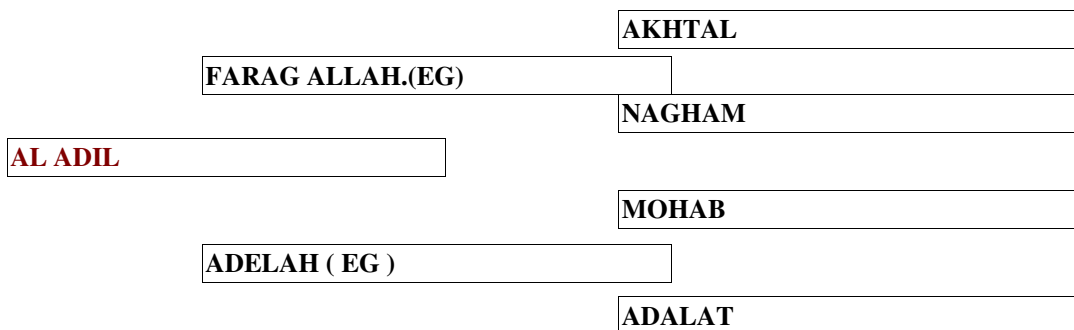 AKHTAL
FARAG ALLAH.(EG)
NAGHAM
AL ADIL
MOHAB
ADELAH ( EG )
ADALAT